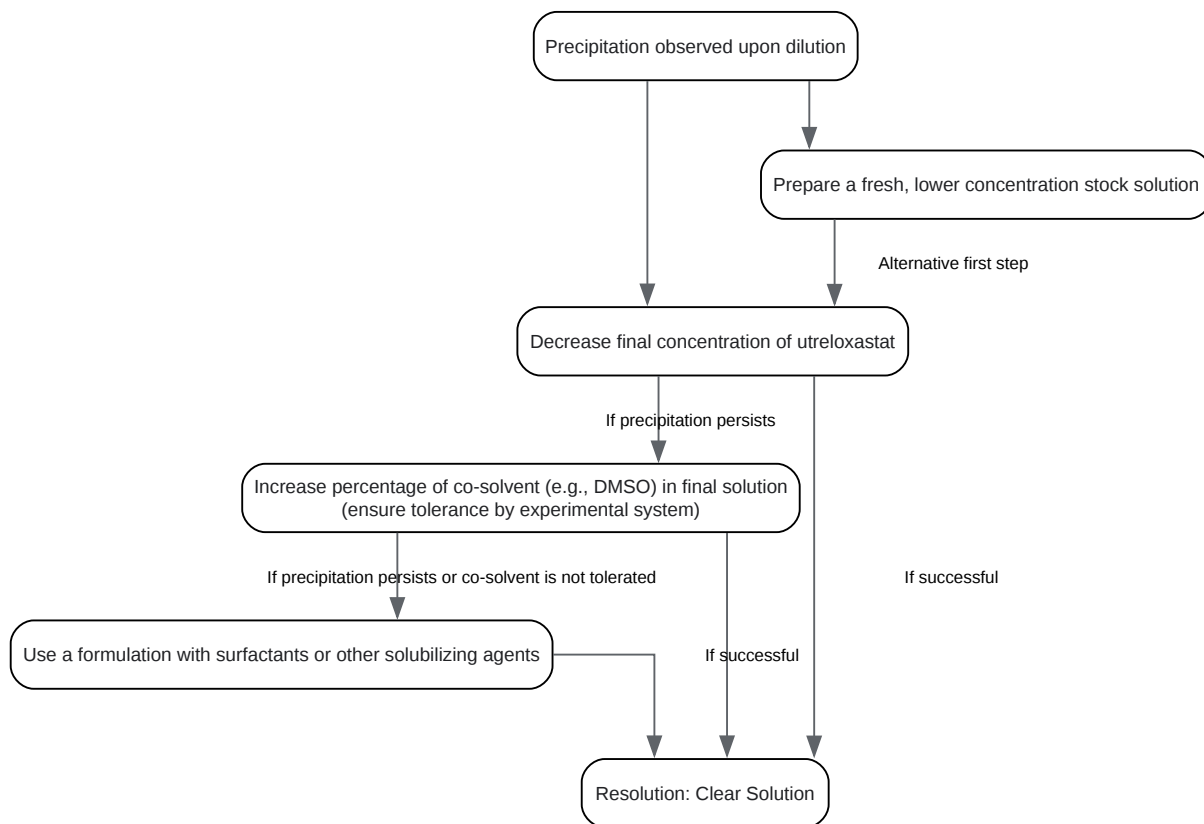 Precipitation observed upon dilution
Prepare a fresh, lower concentration stock solution
Alternative first step
Decrease final concentration of utreloxastat
If precipitation persists
Increase percentage of co-solvent (e.g., DMSO) in final solution
(ensure tolerance by experimental system)
If precipitation persists or co-solvent is not tolerated
If successful
Use a formulation with surfactants or other solubilizing agents
If successful
Resolution: Clear Solution